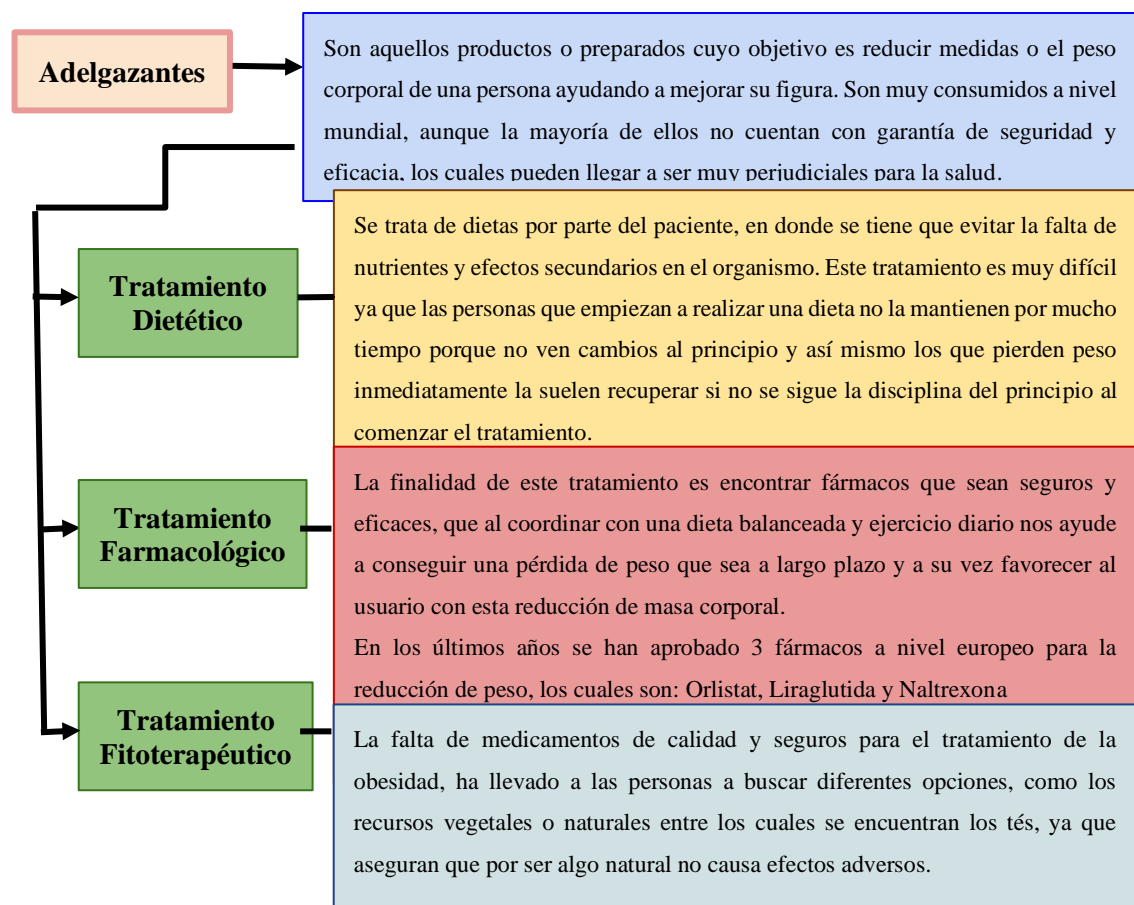 Adelgazantes
Son aquellos productos o preparados cuyo objetivo es reducir medidas o el peso
corporal de una persona ayudando a mejorar su figura. Son muy consumidos a nivel
mundial, aunque la mayoría de ellos no cuentan con garantía de seguridad y
eficacia, los cuales pueden llegar a ser muy perjudiciales para la salud.
Tratamiento
Dietético
Se trata de dietas por parte del paciente, en donde se tiene que evitar la falta de
nutrientes y efectos secundarios en el organismo. Este tratamiento es muy difícil
ya que las personas que empiezan a realizar una dieta no la mantienen por mucho
tiempo porque no ven cambios al principio y así mismo los que pierden peso
inmediatamente la suelen recuperar si no se sigue la disciplina del principio al
comenzar el tratamiento.
Tratamiento
Farmacológico
La finalidad de este tratamiento es encontrar fármacos que sean seguros y
eficaces, que al coordinar con una dieta balanceada y ejercicio diario nos ayude
a conseguir una pérdida de peso que sea a largo plazo y a su vez favorecer al
usuario con esta reducción de masa corporal.
En los últimos años se han aprobado 3 fármacos a nivel europeo para la
reducción de peso, los cuales son: Orlistat, Liraglutida y Naltrexona
Tratamiento
Fitoterapéutico
La falta de medicamentos de calidad y seguros para el tratamiento de la
obesidad, ha llevado a las personas a buscar diferentes opciones, como los
recursos vegetales o naturales entre los cuales se encuentran los tés, ya que
aseguran que por ser algo natural no causa efectos adversos.